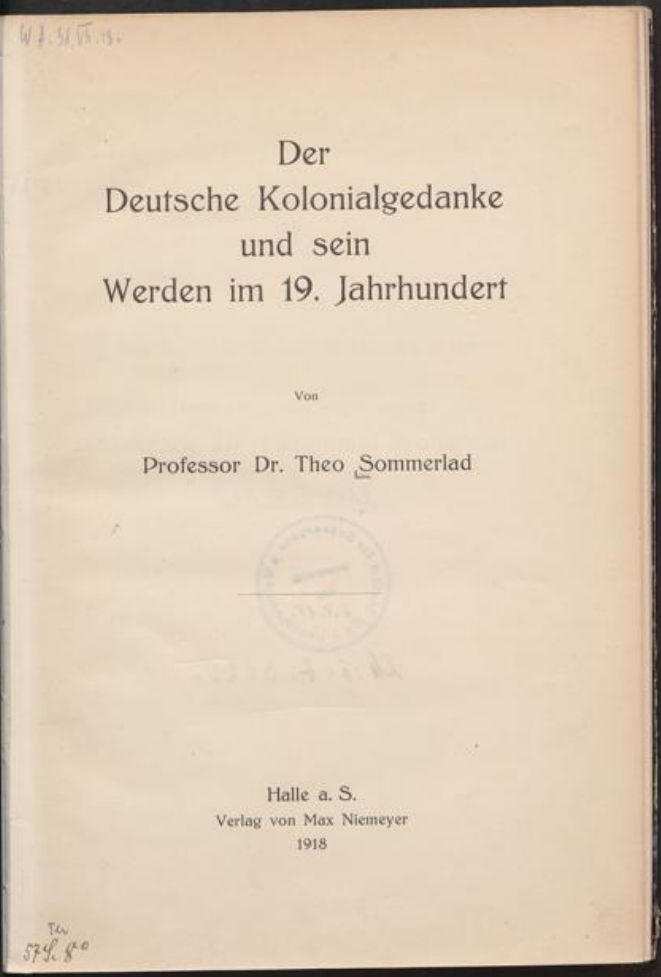 Der
Deutsche Kolonialgedanke
und sein
Werden im 19. Jahrhundert
Von
Professor Dr. Theo Sommerlad
Halle a. S.
Verlag von Max Niemeyer
1918